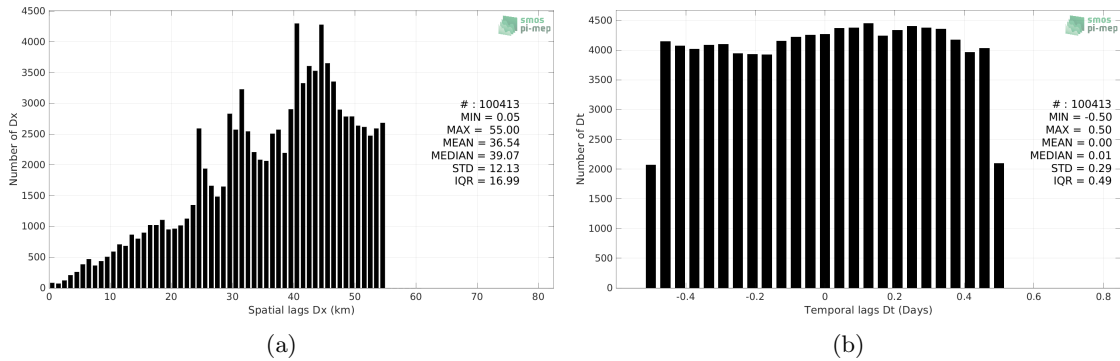 4500
4000
3500
3000
2500
2000
1500
1000
500
0
Number of Dx
0 10 20 30 40 50 60 70 80
Spatial lags Dx (km)
smos
pi-mep
# : 100413
MIN = 0.05
MAX = 55.00
MEAN = 36.54
MEDIAN = 39.07
STD = 12.13
IQR = 16.99
(a)
4500
4000
3500
3000
2500
2000
1500
1000
500
0
Number of Dt
-0.4 -0.2 0 0.2 0.4 0.6 0.8
Temporal lags Dt (Days)
smos
pi-mep
# : 100413
MIN = -0.50
MAX = 0.50
MEAN = 0.00
MEDIAN = 0.01
STD = 0.29
IQR = 0.49
(b)